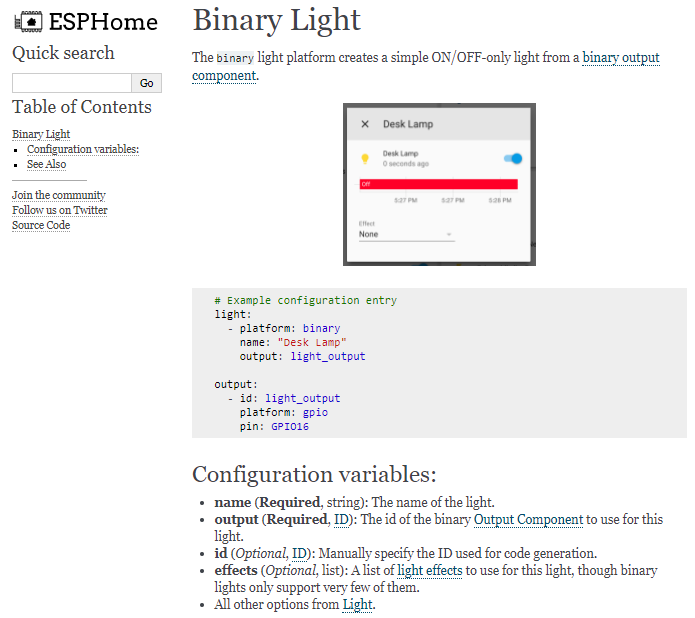 ESPHome
Quick search
Go
Table of Contents
Binary Light
Configuration variables:
See Also
Join the community
Follow us on Twitter
Source Code
Binary Light
The binary light platform creates a simple ON/OFF-only light from a binary output
component.
Desk Lamp
Desk Lamp
0 seconds ago
Off
5:27 PM 5:27 PM 5:28 PM
Effect
None
# Example configuration entry
light:
- platform: binary
name: "Desk Lamp"
output: light_output
output:
- id: light_output
platform: gpio
pin: GPIO16
Configuration variables:
name (Required, string): The name of the light.
output (Required, ID): The id of the binary Output Component to use for this
light.
id (Optional, ID): Manually specify the ID used for code generation.
effects (Optional, list): A list of light effects to use for this light, though binary
lights only support very few of them.
All other options from Light.